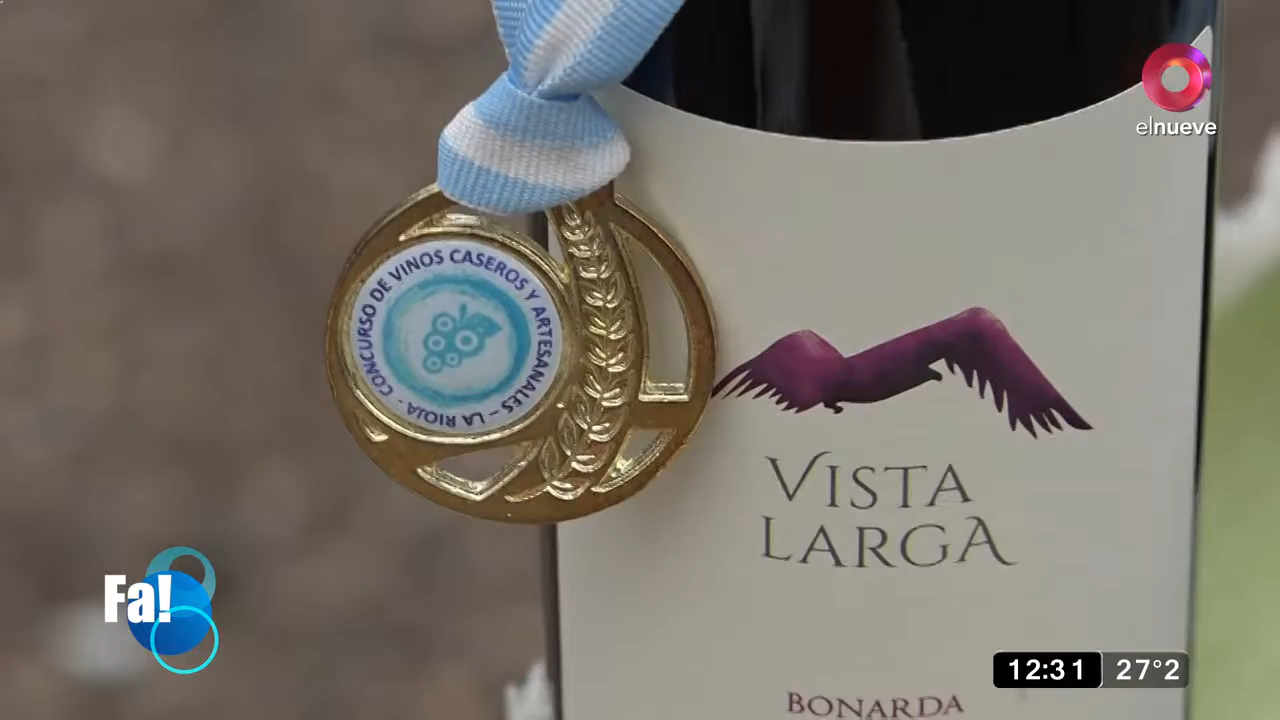 elnueve
CONCURSO DE VINOS CASEROS Y ARTESANALES - LA RIOJA -
VISTA
LARGA
BONARDA
Fa!
12:31 27°2